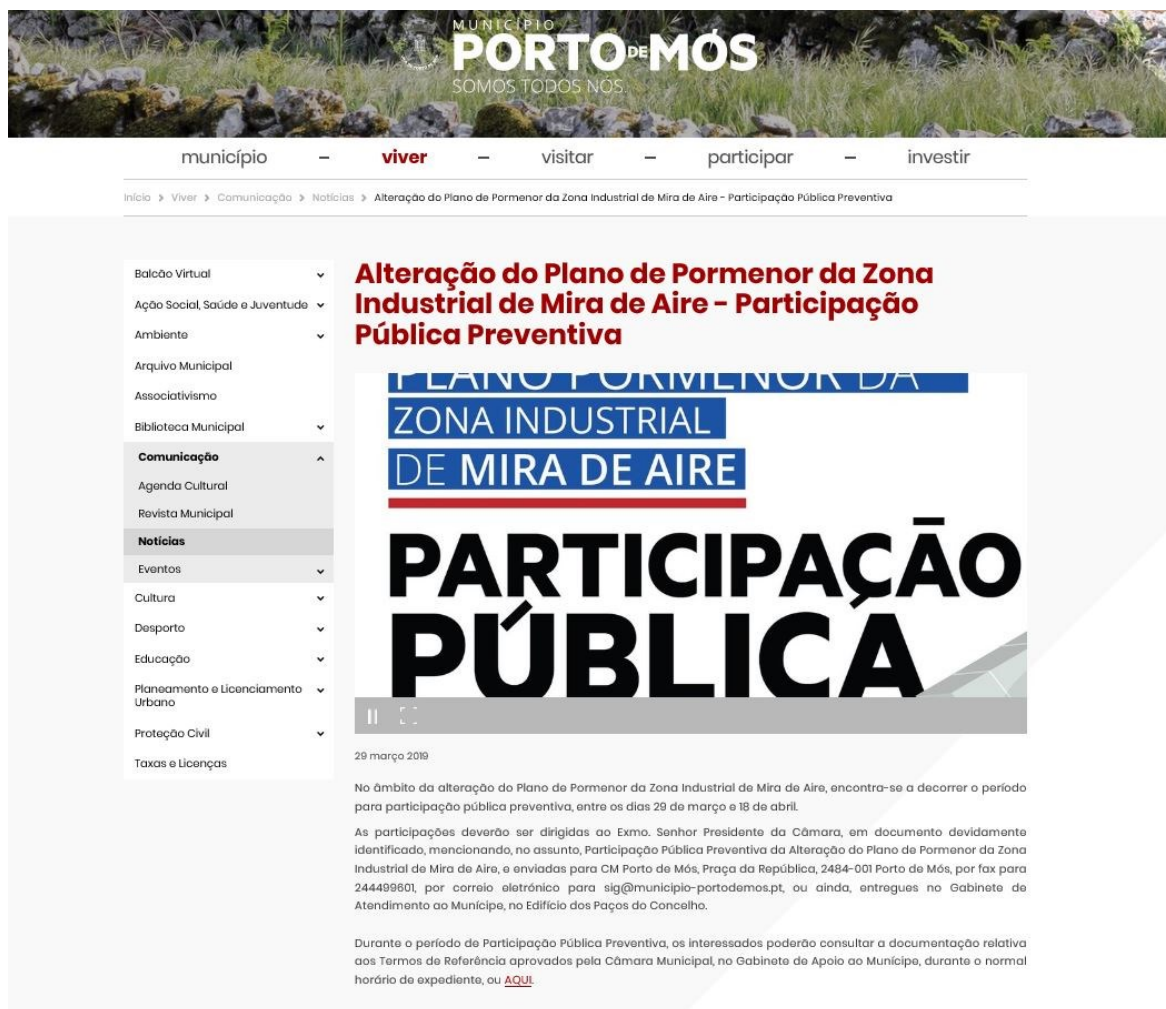 MUNICÍPIO
PORTO DE MÓS
SOMOS TODOS NÓS.
município – viver – visitar – participar – investir
Início > Viver > Comunicação > Notícias > Alteração do Plano de Pormenor da Zona Industrial de Mira de Aire - Participação Pública Preventiva
Balcão Virtual
Ação Social, Saúde e Juventude
Ambiente
Arquivo Municipal
Associativismo
Biblioteca Municipal
Comunicação
Agenda Cultural
Revista Municipal
Notícias
Eventos
Cultura
Desporto
Educação
Planeamento e Licenciamento
Urbano
Proteção Civil
Taxas e Licenças
Alteração do Plano de Pormenor da Zona
Industrial de Mira de Aire - Participação
Pública Preventiva
PLANO PORMENOR DA
ZONA INDUSTRIAL
DE MIRA DE AIRE
PARTICIPAÇÃO
PÚBLICA
29 março 2019
No âmbito da alteração do Plano de Pormenor da Zona Industrial de Mira de Aire, encontra-se a decorrer o período
para participação pública preventiva, entre os dias 29 de março e 18 de abril.
As participações deverão ser dirigidas ao Exmo. Senhor Presidente da Câmara, em documento devidamente
identificado, mencionando, no assunto, Participação Pública Preventiva da Alteração do Plano de Pormenor da Zona
Industrial de Mira de Aire, e enviadas para CM Porto de Mós, Praça da República, 2484-001 Porto de Mós, por fax para
244499601, por correio eletrónico para sig@municipio-portodemos.pt, ou ainda, entregues no Gabinete de
Atendimento ao Munícipe, no Edifício dos Paços do Concelho.
Durante o período de Participação Pública Preventiva, os interessados poderão consultar a documentação relativa
aos Termos de Referência aprovados pela Câmara Municipal, no Gabinete de Apoio ao Munícipe, durante o normal
horário de expediente, ou AQUI.